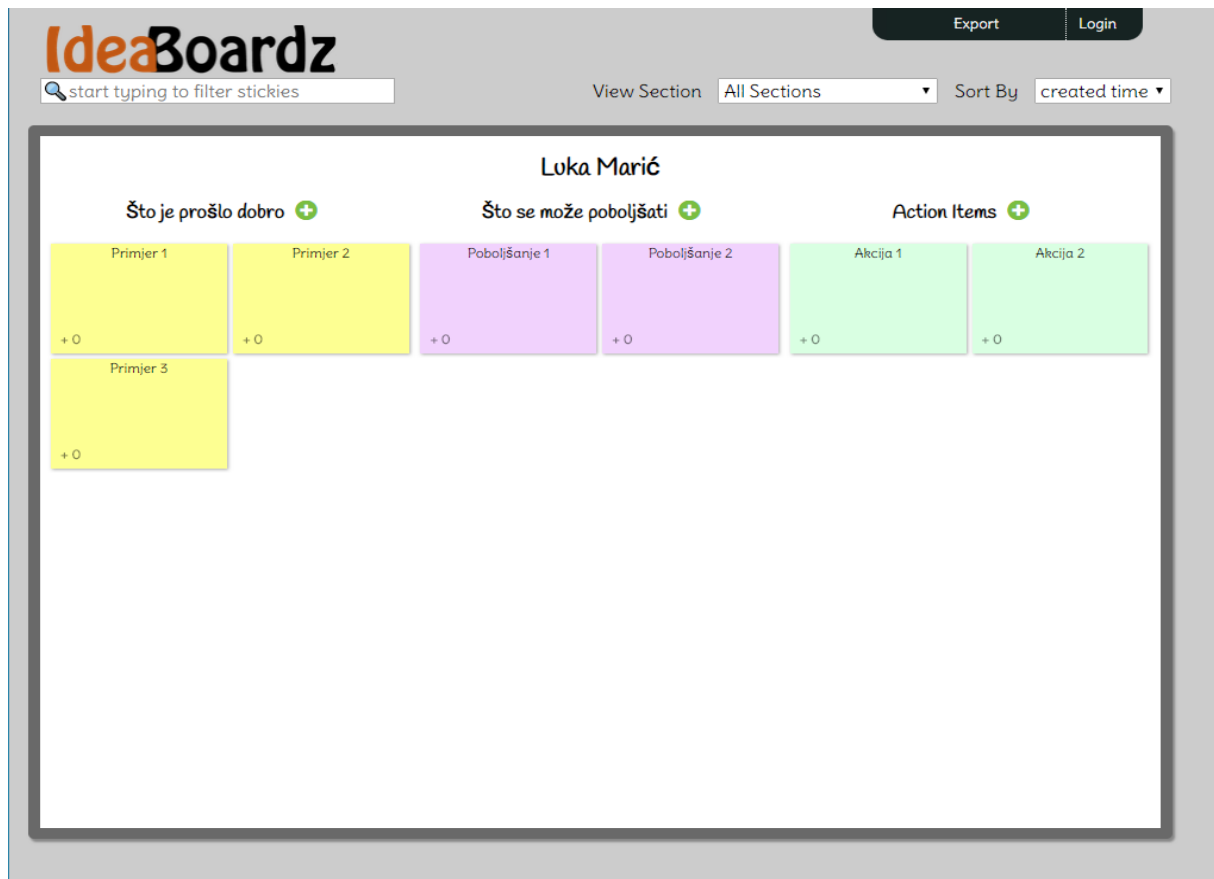 Export Login
IdeaBoardz
start typing to filter stickies View Section All Sections Sort By created time
Luka Marić
Što je prošlo dobro Što se može poboljšati Action Items
Primjer 1 Primjer 2 Poboljšanje 1 Poboljšanje 2 Akcija 1 Akcija 2
+ 0 + 0 + 0 + 0 + 0 + 0
Primjer 3
+ 0